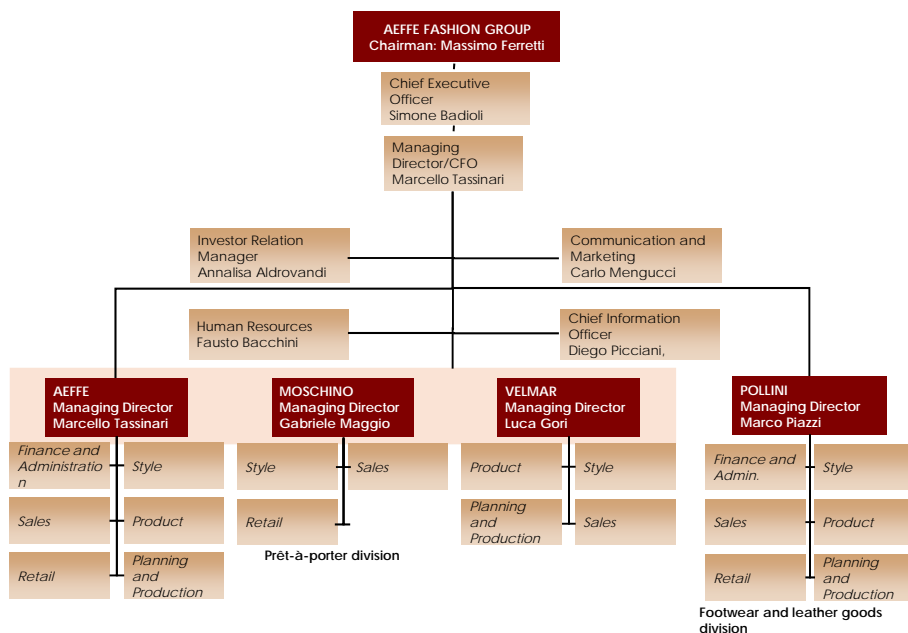 AEFFE FASHION GROUP
Chairman: Massimo Ferretti
Chief Executive
Officer
Simone Badioli
Managing
Director/CFO
Marcello Tassinari
Investor Relation
Manager
Annalisa Aldrovandi
Communication and
Marketing
Carlo Mengucci
Human Resources
Fausto Bacchini
Chief Information
Officer
Diego Picciani,
AEFFE
Managing Director
Marcello Tassinari
MOSCHINO
Managing Director
Gabriele Maggio
VELMAR
Managing Director
Luca Gori
POLLINI
Managing Director
Marco Piazzi
Finance and
Administratio
n
Style
Sales
Product
Retail
Planning
and
Production
Style
Sales
Retail
Prêt-à-porter division
Product
Style
Planning
and
Production
Sales
Finance and
Admin.
Style
Sales
Product
Retail
Planning
and
Production
Footwear and leather goods
division